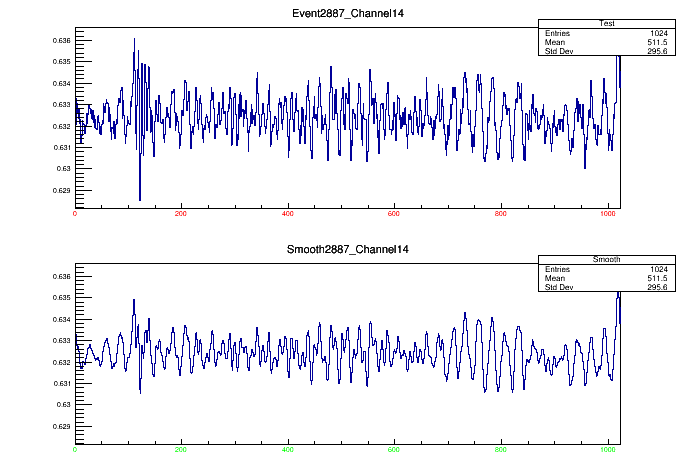 Event2887_Channel14
Test
Entries 1024
Mean 511.5
Std Dev 295.6
0.636
0.635
0.634
0.633
0.632
0.631
0.63
0.629
0 200 400 600 800 1000
Smooth2887_Channel14
Smooth
Entries 1024
Mean 511.5
Std Dev 295.6
0.636
0.635
0.634
0.633
0.632
0.631
0.63
0.629
0 200 400 600 800 1000